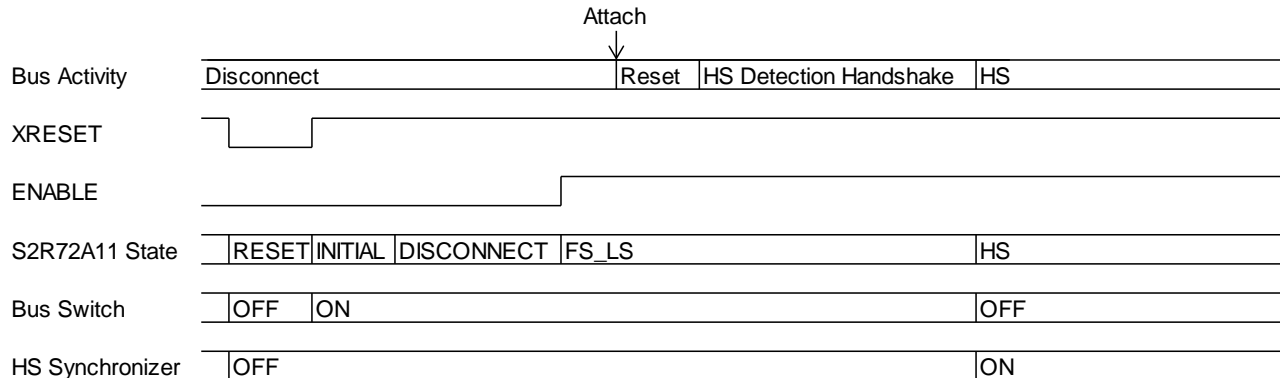 Attach
Bus Activity Disconnect Reset HS Detection Handshake HS
XRESET
ENABLE
S2R72A11 State RESET INITIAL DISCONNECT FS_LS HS
Bus Switch OFF ON OFF
HS Synchronizer OFF ON